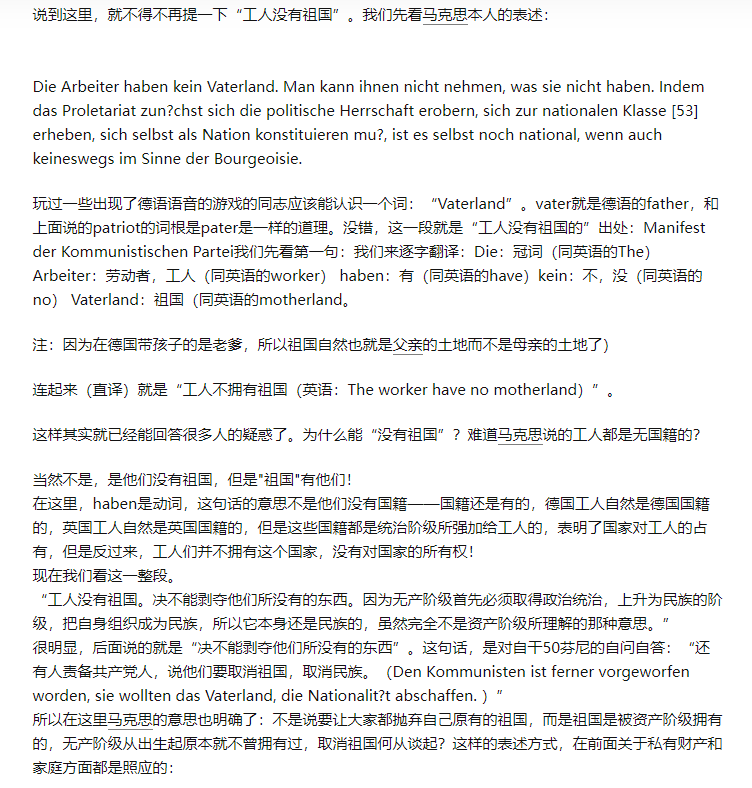 说到这里，就不得不再提一下“工人没有祖国”。我们先看马克思本人的表述：
Die Arbeiter haben kein Vaterland. Man kann ihnen nicht nehmen, was sie nicht haben. Indem
das Proletariat zun?chst sich die politische Herrschaft erobern, sich zur nationalen Klasse [53]
erheben, sich selbst als Nation konstituieren mu?, ist es selbst noch national, wenn auch
keineswegs im Sinne der Bourgeoisie.
玩过一些出现了德语语音的游戏的同志应该能认识一个词：“Vaterland”。vater就是德语的father，和
上面说的patriot的词根是pater是一样的道理。没错，这一段就是“工人没有祖国的”出处：Manifest
der Kommunistischen Partei我们先看第一句：我们来逐字翻译：Die：冠词（同英语的The）
Arbeiter：劳动者，工人（同英语的worker） haben：有（同英语的have）kein：不，没（同英语的
no） Vaterland：祖国（同英语的motherland。
注：因为在德国带孩子的是老爹，所以祖国自然也就是父亲的土地而不是母亲的土地了)
连起来（直译）就是“工人不拥有祖国（英语：The worker have no motherland）”。
这样其实就已经能回答很多人的疑惑了。为什么能“没有祖国”？难道马克思说的工人都是无国籍的？
当然不是，是他们没有祖国，但是"祖国"有他们！
在这里，haben是动词，这句话的意思不是他们没有国籍——国籍还是有的，德国工人自然是德国国籍
的，英国工人自然是英国国籍的，但是这些国籍都是统治阶级所强加给工人的，表明了国家对工人的占
有，但是反过来，工人们并不拥有这个国家，没有对国家的所有权！
现在我们看这一整段。
“工人没有祖国。决不能剥夺他们所没有的东西。因为无产阶级首先必须取得政治统治，上升为民族的阶
级，把自身组织成为民族，所以它本身还是民族的，虽然完全不是资产阶级所理解的那种意思。”
很明显，后面说的就是“决不能剥夺他们所没有的东西”。这句话，是对自干50芬尼的自问自答：“还
有人责备共产党人，说他们要取消祖国，取消民族。（Den Kommunisten ist ferner vorgeworfen
worden, sie wollten das Vaterland, die Nationalit?t abschaffen. ）”
所以在这里马克思的意思也明确了：不是说要让大家都抛弃自己原有的祖国，而是祖国是被资产阶级拥有
的，无产阶级从出生起原本就不曾拥有过，取消祖国何从谈起？这样的表述方式，在前面关于私有财产和
家庭方面都是照应的：